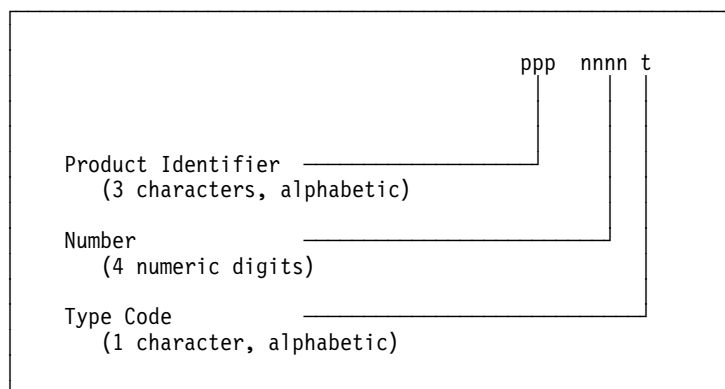 ppp nnnn t
Product Identifier
(3 characters, alphabetic)
Number
(4 numeric digits)
Type Code
(1 character, alphabetic)